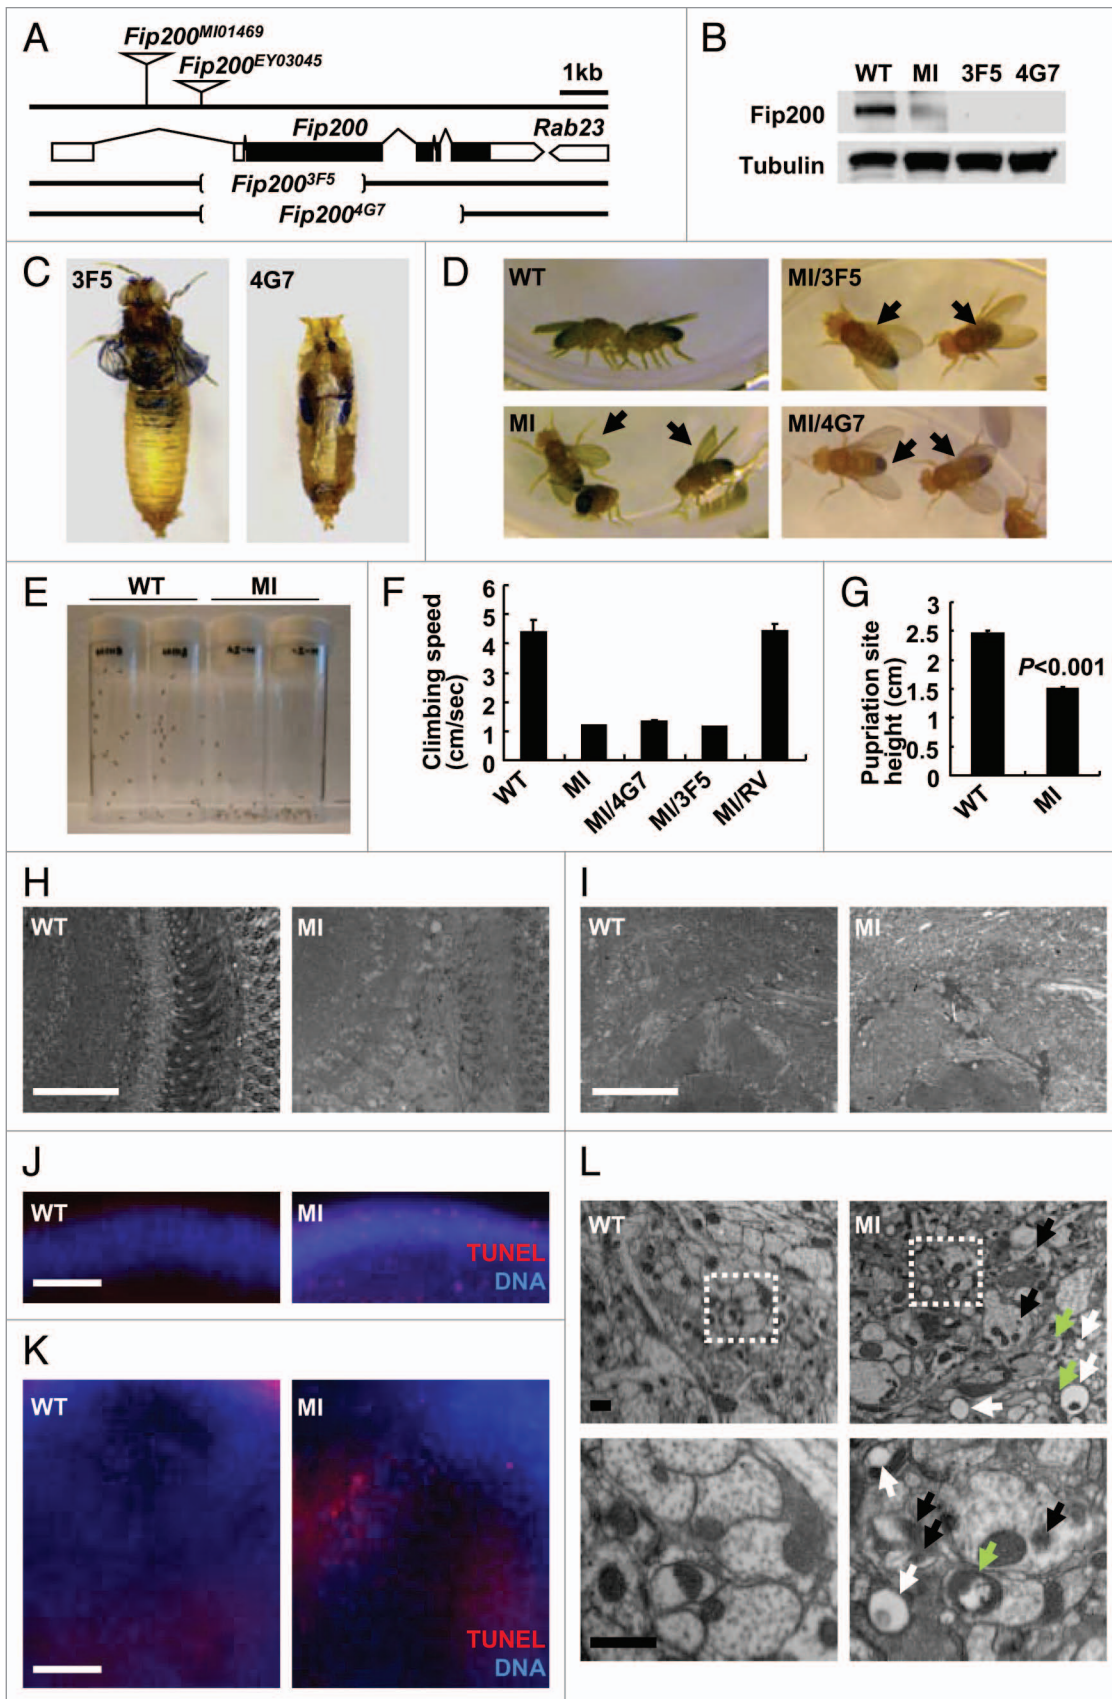 A
Fip200MI01469
Fip200EY03045
1kb
Fip200
Rab23
Fip2003F5
Fip2004G7
B
WT MI 3F5 4G7
Fip200
Tubulin
C
3F5
4G7
D
WT
MI/3F5
MI
MI/4G7
E
WT MI
F
Climbing speed
(cm/sec)
6
5
4
3
2
1
0
WT
MI
MI/4G7
MI/3F5
MI/RV
G
Pupriation site
height (cm)
3
2.5
2
1.5
1
0.5
0
P<0.001
WT
MI
H
WT
MI
I
WT
MI
J
WT
MI
TUNEL
DNA
K
WT
MI
TUNEL
DNA
L
WT
MI